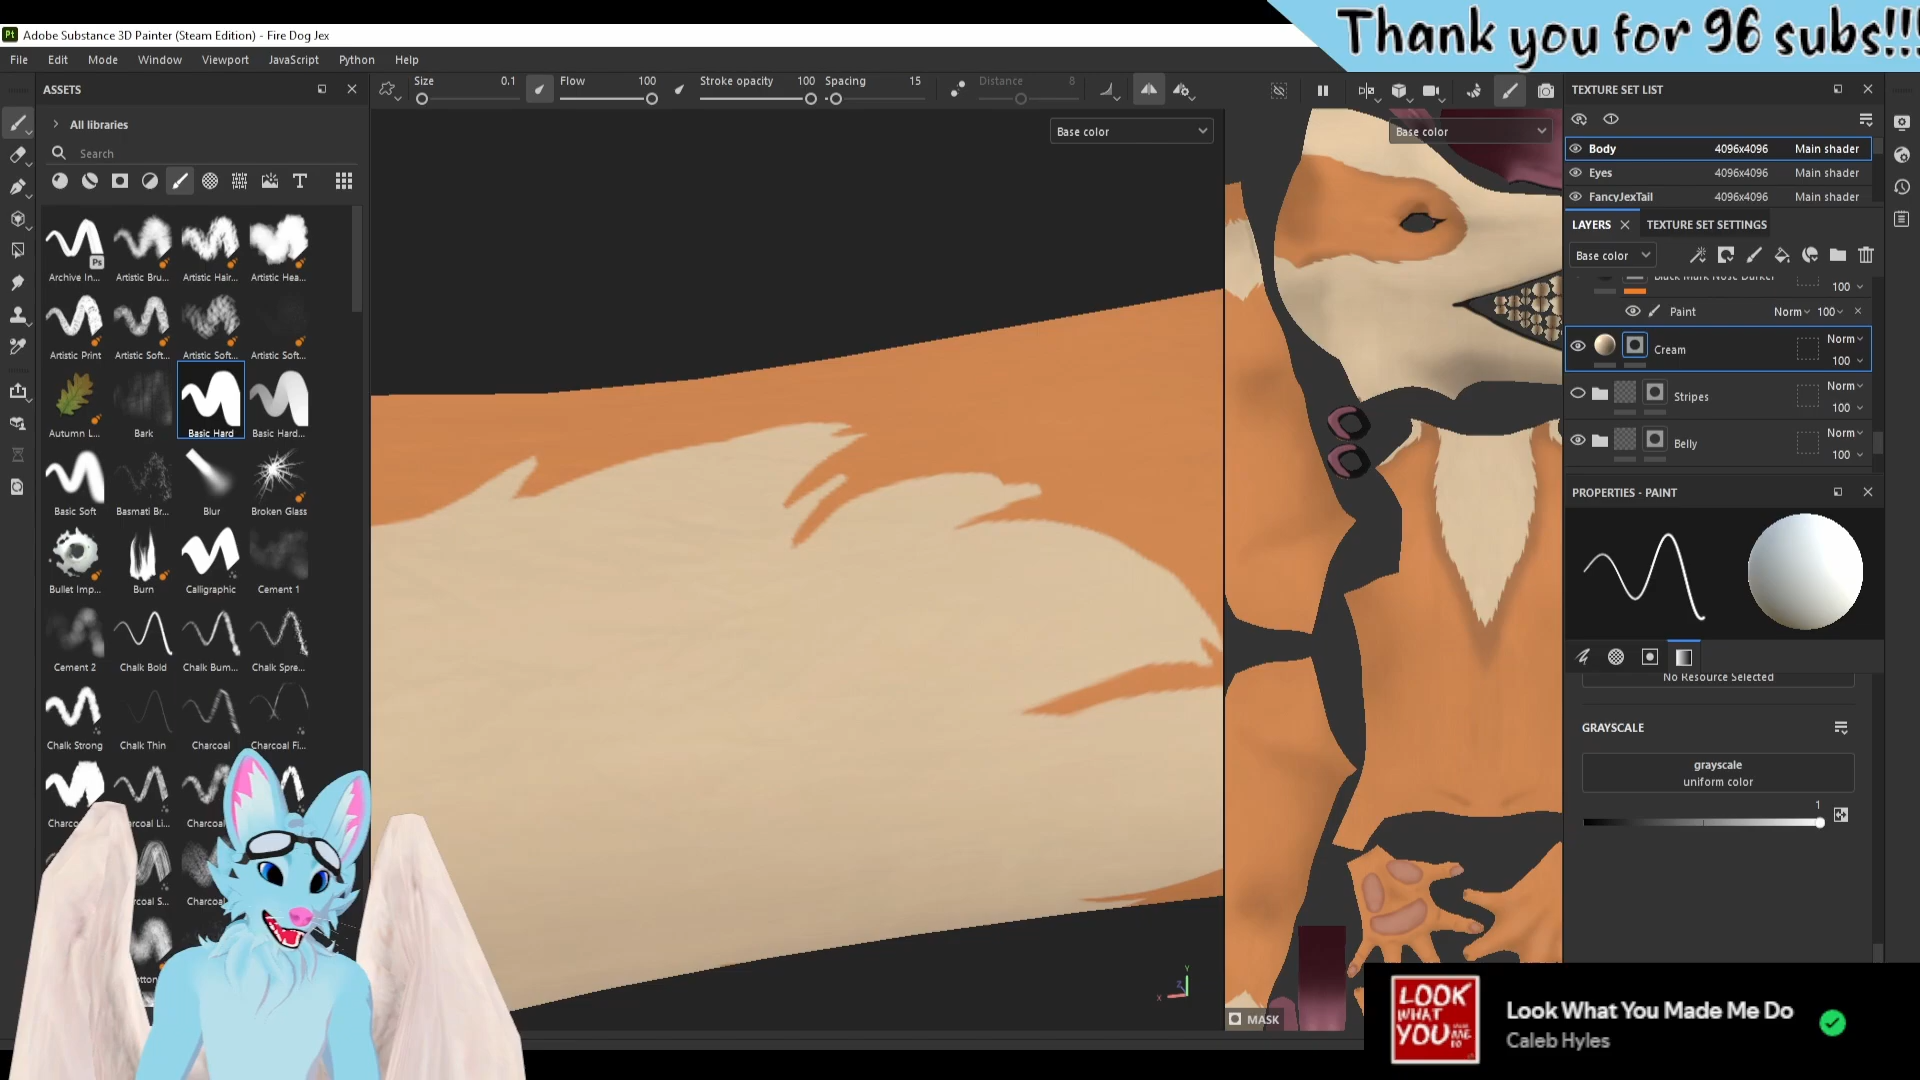 Thank you for 96 subs!!!
Adobe Substance 3D Painter (Steam Edition) - Fire Dog Jex
File Edit Mode Window Viewport JavaScript Python Help
ASSETS
All libraries
Search
Archive In... Artistic Bru... Artistic Hair... Artistic Hea...
Artistic Print Artistic Soft... Artistic Soft... Artistic Soft...
Autumn L... Bark Basic Hard Basic Hard...
Basic Soft Basmati Br... Blur Broken Glass
Bullet Imp... Burn Calligraphic Cement 1
Cement 2 Chalk Bold Chalk Bum... Chalk Spre...
Chalk Strong Chalk Thin Charcoal Charcoal Fi...
Size 0.1 Flow 100 Stroke opacity 100 Spacing 15 Distance 8
Base color
Base color
MASK
TEXTURE SET LIST
Body 4096x4096 Main shader
Eyes 4096x4096 Main shader
FancyJexTail 4096x4096 Main shader
LAYERS TEXTURE SET SETTINGS
Base color
Black Mark Nose Darker
100
Paint Norm 100
Cream Norm
100
Stripes Norm
100
Belly Norm
100
PROPERTIES - PAINT
No Resource Selected
GRAYSCALE
grayscale
uniform color
1
LOOK
WHAT
YOU
Look What You Made Me Do
Caleb Hyles